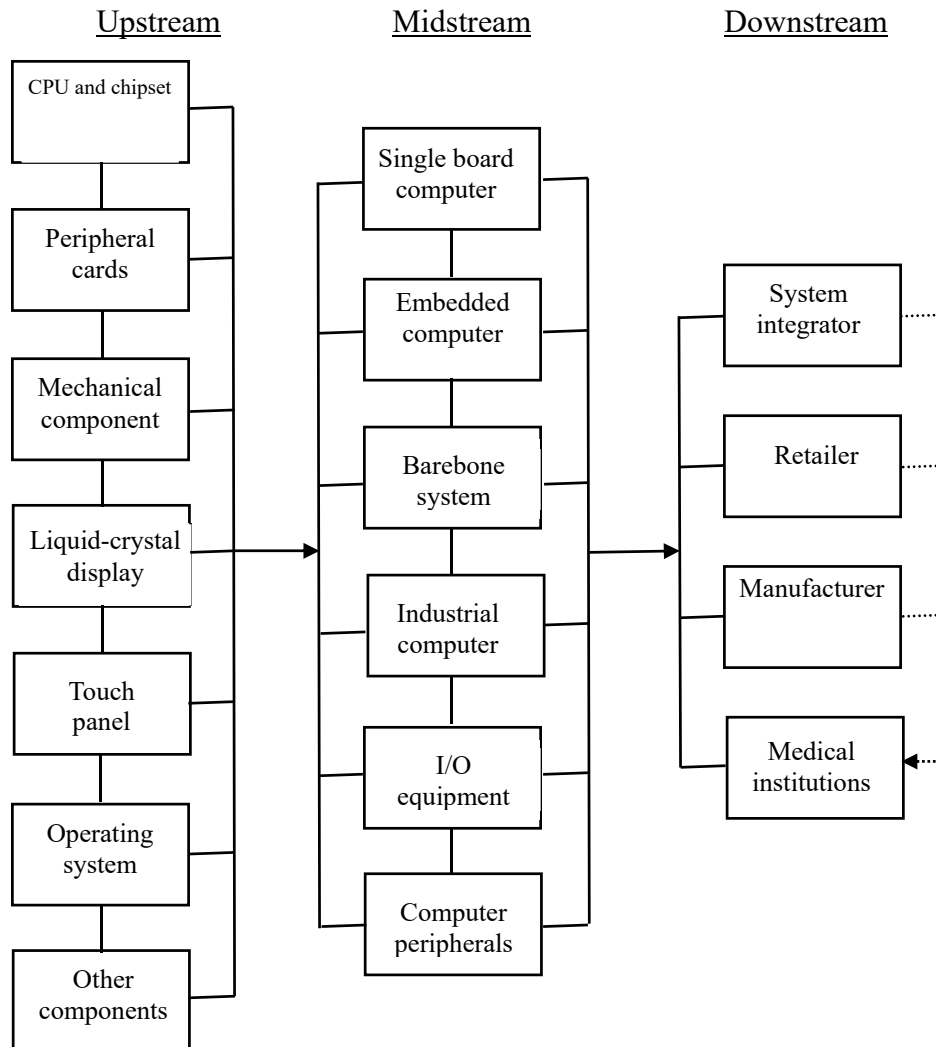 Upstream
Midstream
Downstream
CPU and chipset
Peripheral
cards
Mechanical
component
Liquid-crystal
display
Touch
panel
Operating
system
Other
components
Single board
computer
Embedded
computer
Barebone
system
Industrial
computer
I/O
equipment
Computer
peripherals
System
integrator
Retailer
Manufacturer
Medical
institutions